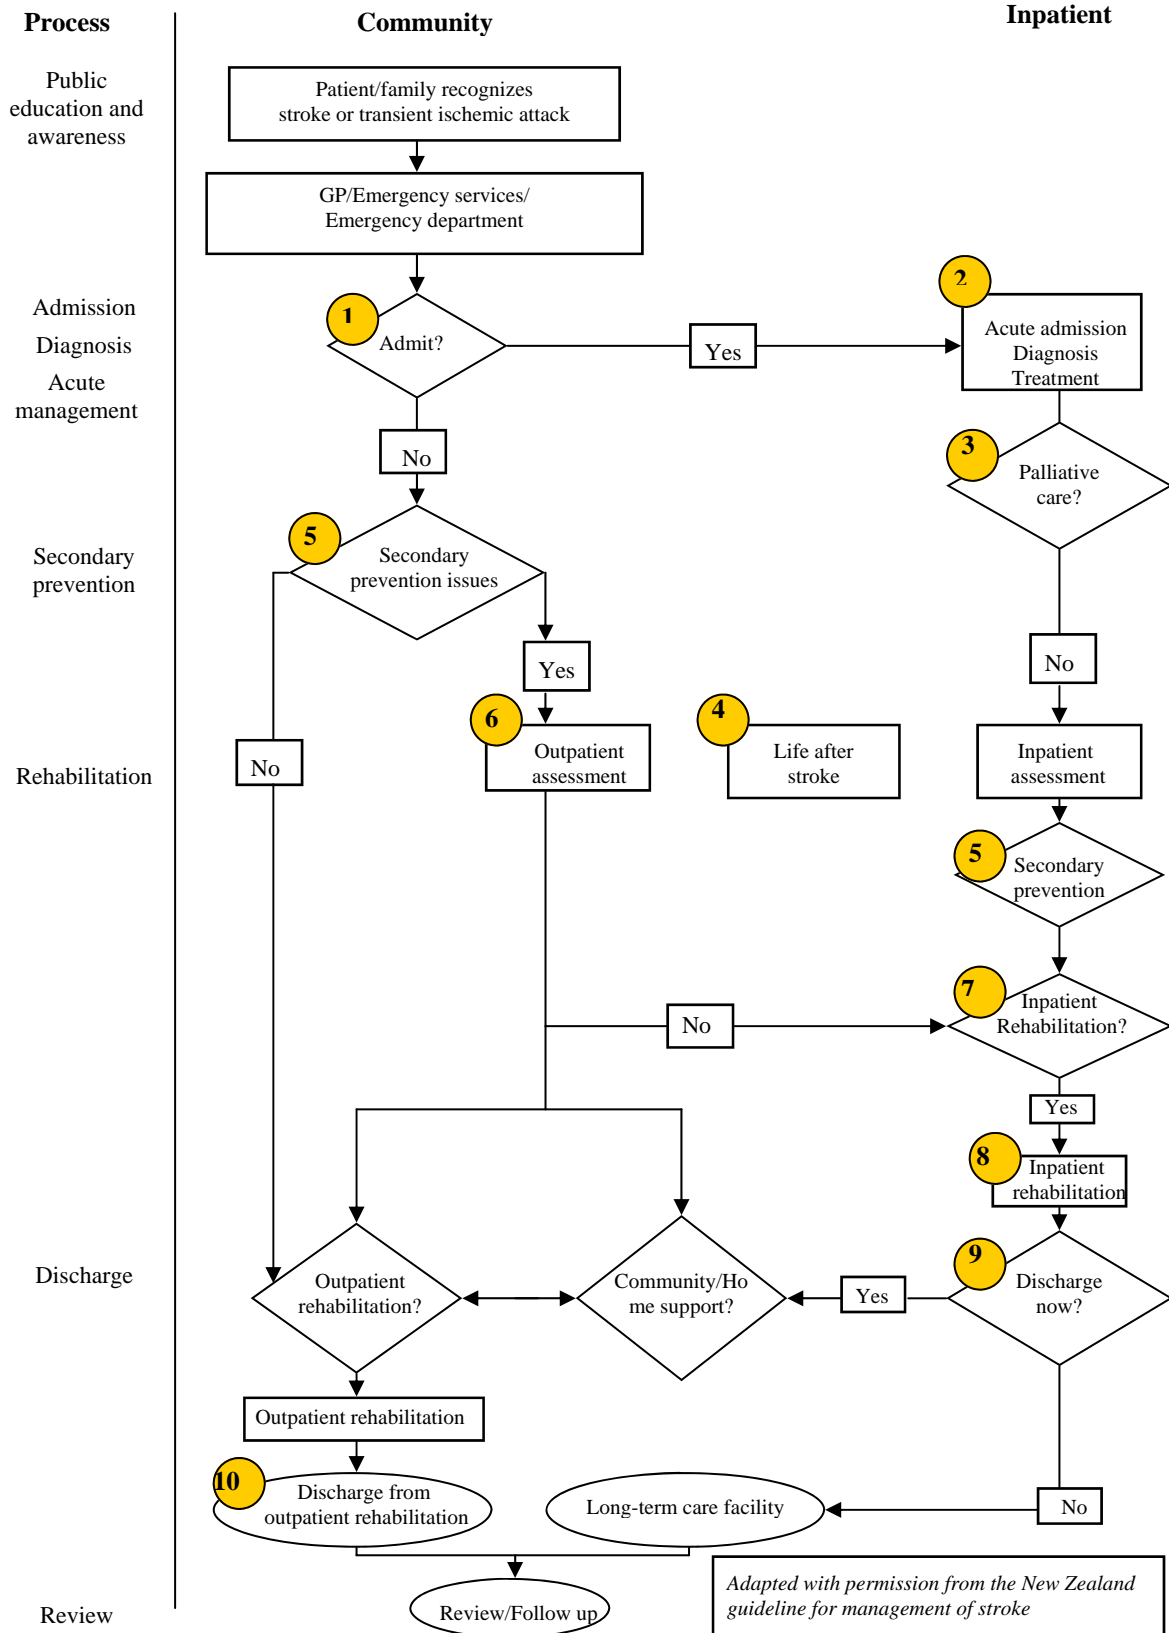 Process
Community
Inpatient
Public
education and
awareness
Patient/family recognizes
stroke or transient ischemic attack
GP/Emergency services/
Emergency department
Admission
Diagnosis
Acute
management
1
Admit?
Yes
2
Acute admission
Diagnosis
Treatment
No
3
Palliative
care?
Secondary
prevention
5
Secondary
prevention issues
Yes
No
Rehabilitation
No
6
Outpatient
assessment
4
Life after
stroke
Inpatient
assessment
5
Secondary
prevention
No
7
Inpatient
Rehabilitation?
Yes
8
Inpatient
rehabilitation
Discharge
Outpatient
rehabilitation?
Community/Ho
me support?
Yes
9
Discharge
now?
Outpatient rehabilitation
10
Discharge from
outpatient rehabilitation
Long-term care facility
No
Review
Review/Follow up
Adapted with permission from the New Zealand
guideline for management of stroke